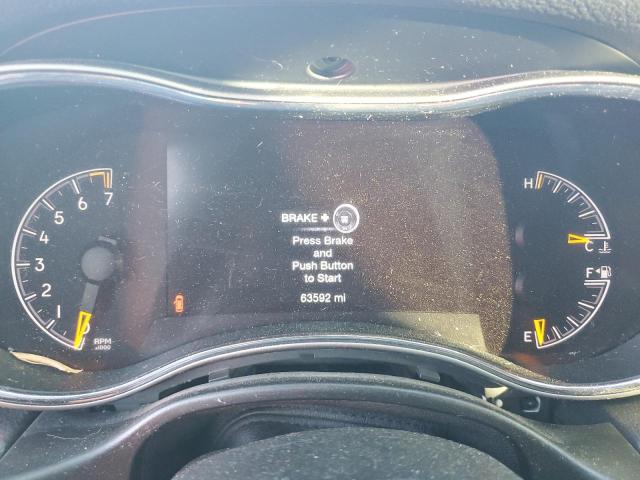 7
6
5
4
3
2
1
0
RPM
x1000
BRAKE +
Press Brake
and
Push Button
to Start
63592 mi
H
C
F
E